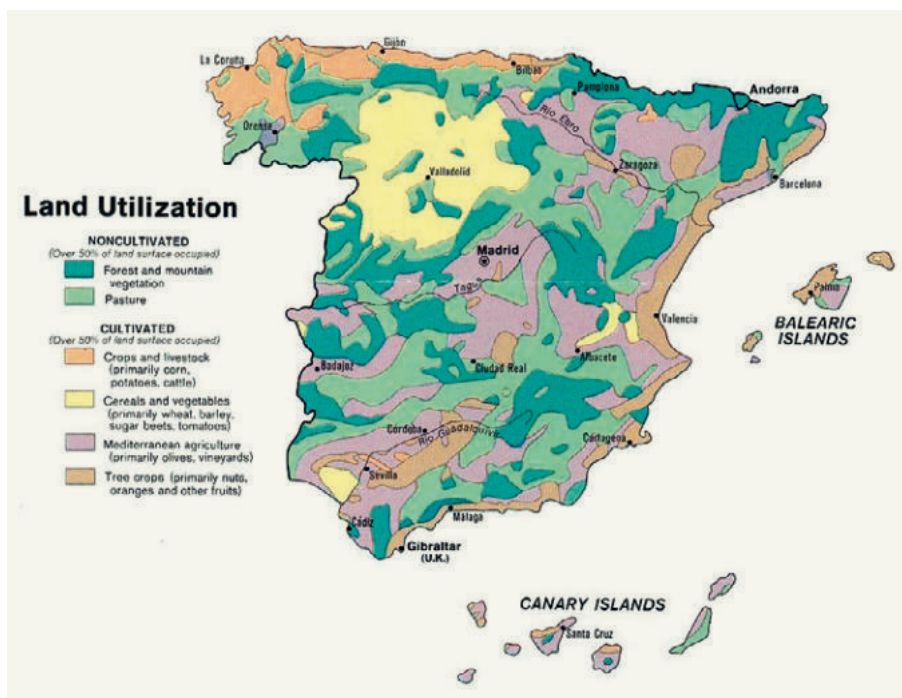 Gijón
La Coruña
Bilbao
Pamplona
Andorra
Orense
Rio Ebro
Zaragoza
Valladolid
Barcelona
Land Utilization
NONCULTIVATED
(Over 50% of land surface occupied)
Forest and mountain
vegetation
Pasture
Madrid
Tagus
Palma
Valencia
BALEARIC
ISLANDS
CULTIVATED
(Over 50% of land surface occupied)
Crops and livestock
(primarily corn,
potatoes, cattle)
Cereals and vegetables
(primarily wheat, barley,
sugar beets, tomatoes)
Mediterranean agriculture
(primarily olives, vineyards)
Tree crops (primarily nuts,
oranges and other fruits)
Albacete
Badajoz
Ciudad Real
Córdoba
Rio Guadalquivir
Cartagena
Sevilla
Málaga
Cádiz
Gibraltar
(U.K.)
CANARY ISLANDS
Santa Cruz